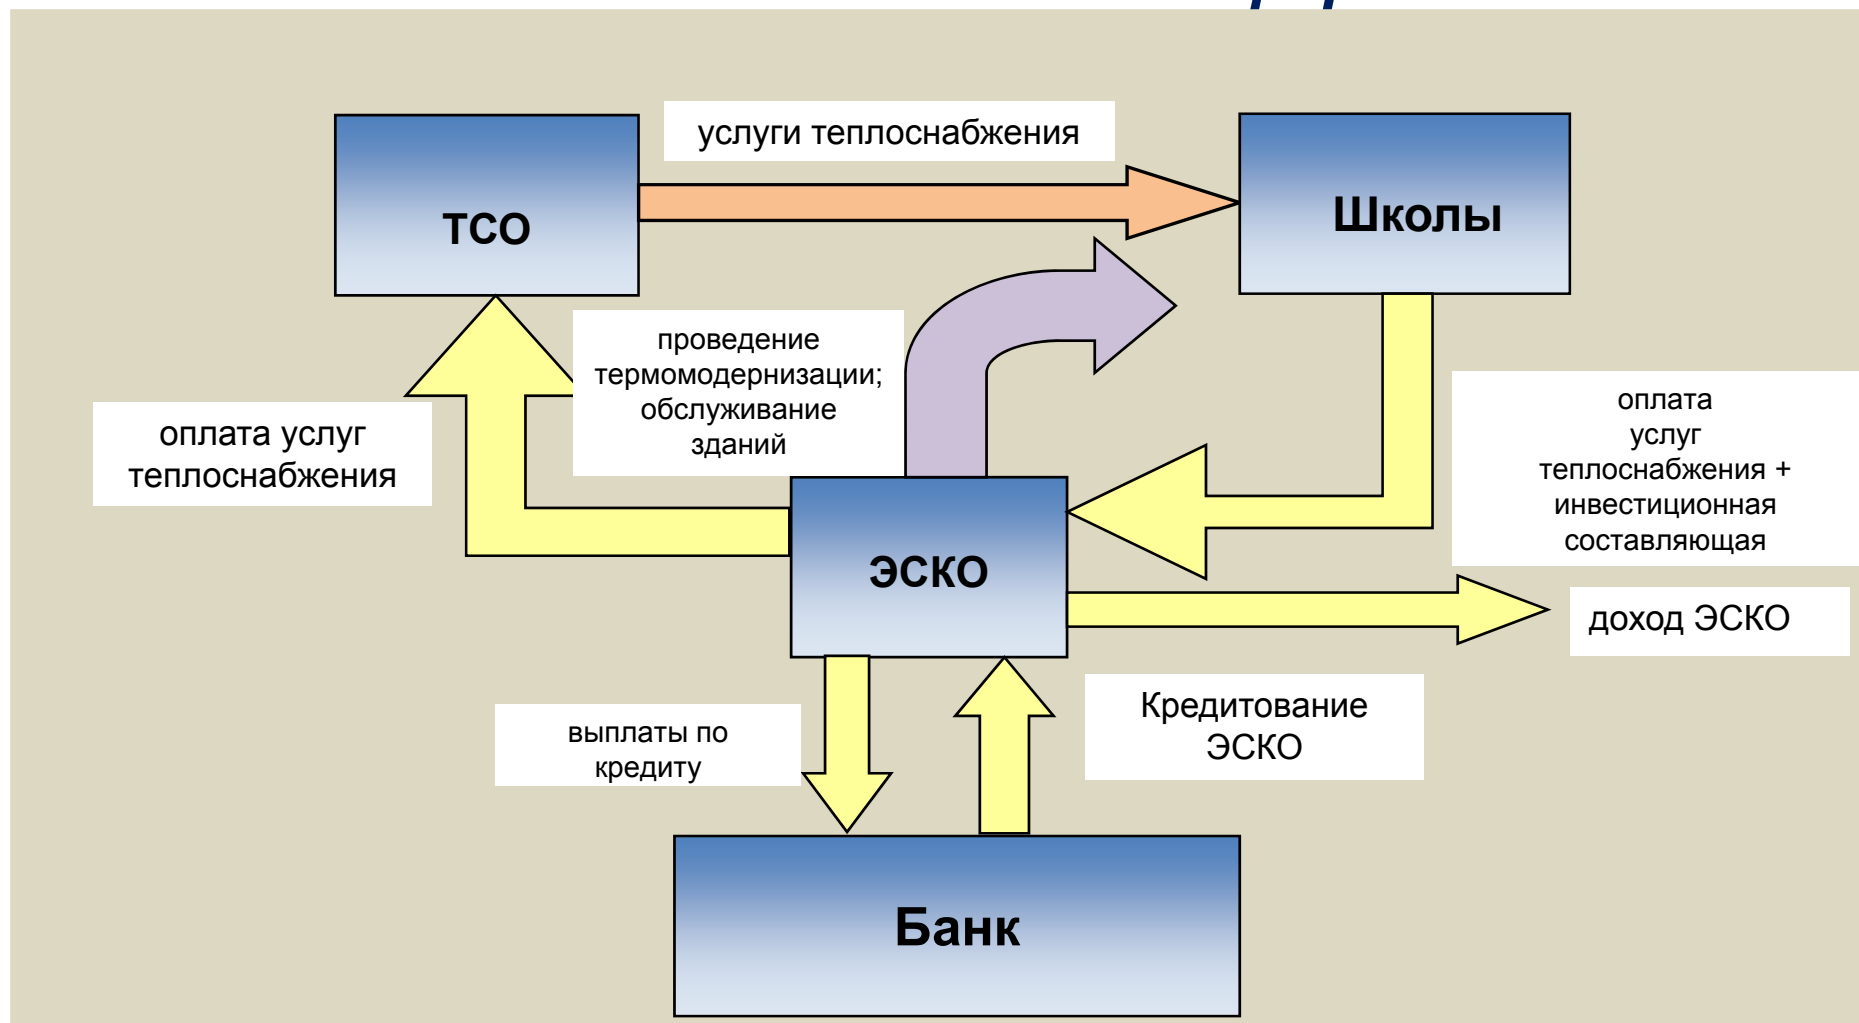 услуги теплоснабжения
ТСО
Школы
проведение
термомодернизации;
обслуживание
зданий
оплата услуг
теплоснабжения
оплата
услуг
теплоснабжения +
инвестиционная
составляющая
ЭСКО
доход ЭСКО
выплаты по
кредиту
Кредитование
ЭСКО
Банк